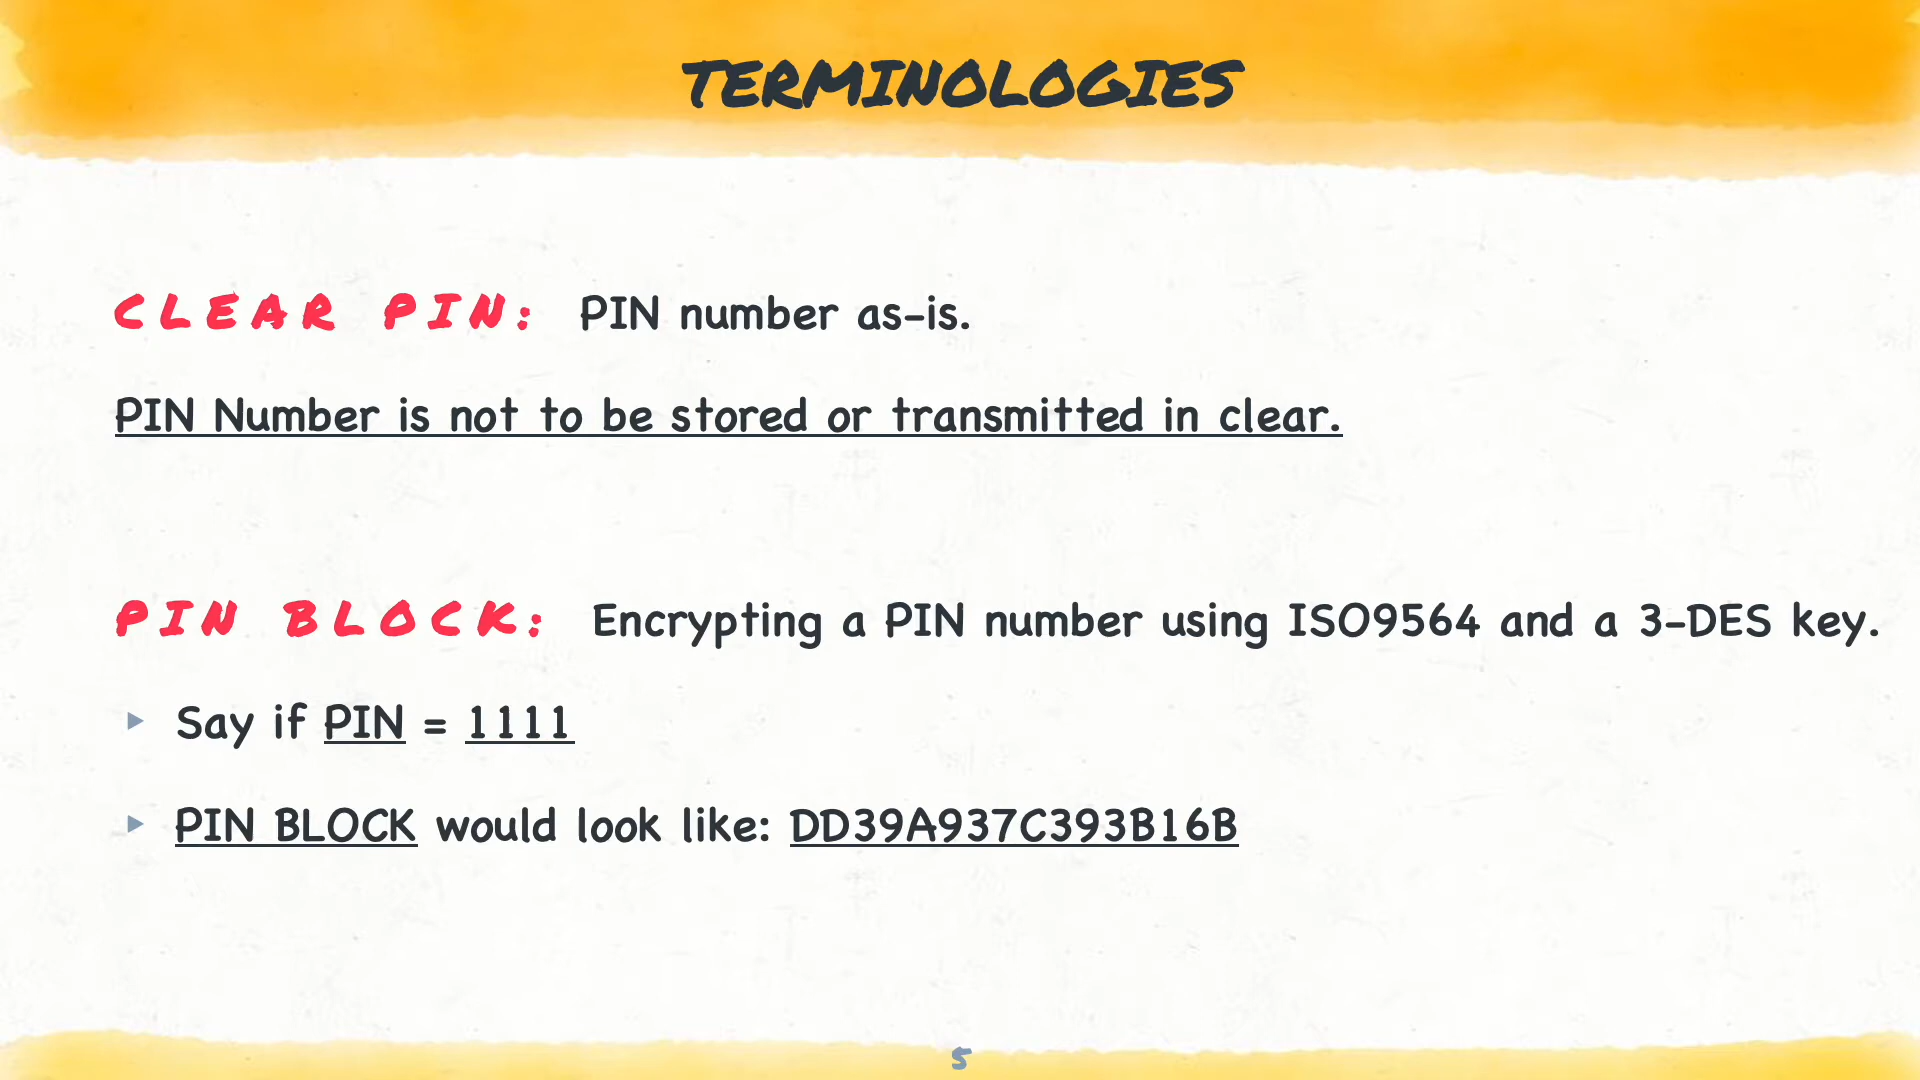 TERMINOLOGIES
CLEAR PIN: PIN number as-is.
PIN Number is not to be stored or transmitted in clear.
PIN BLOCK: Encrypting a PIN number using ISO9564 and a 3-DES key.
▸ Say if PIN = 1111
▸ PIN BLOCK would look like: DD39A937C393B16B
5